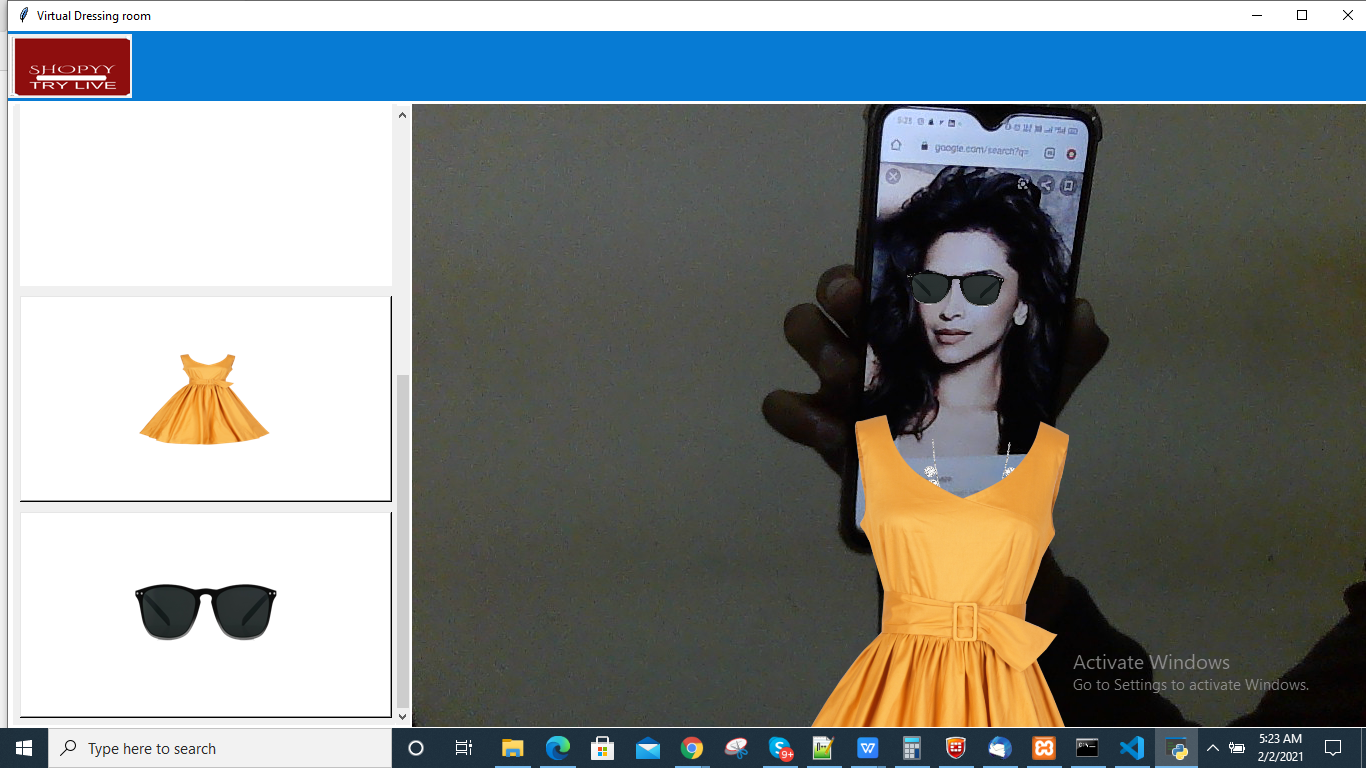 Virtual Dressing room
SHOPYY
TRY LIVE
5:23
google.com/search?q=
Activate Windows
Go to Settings to activate Windows.
9+
Type here to search
5:23 AM
2/2/2021